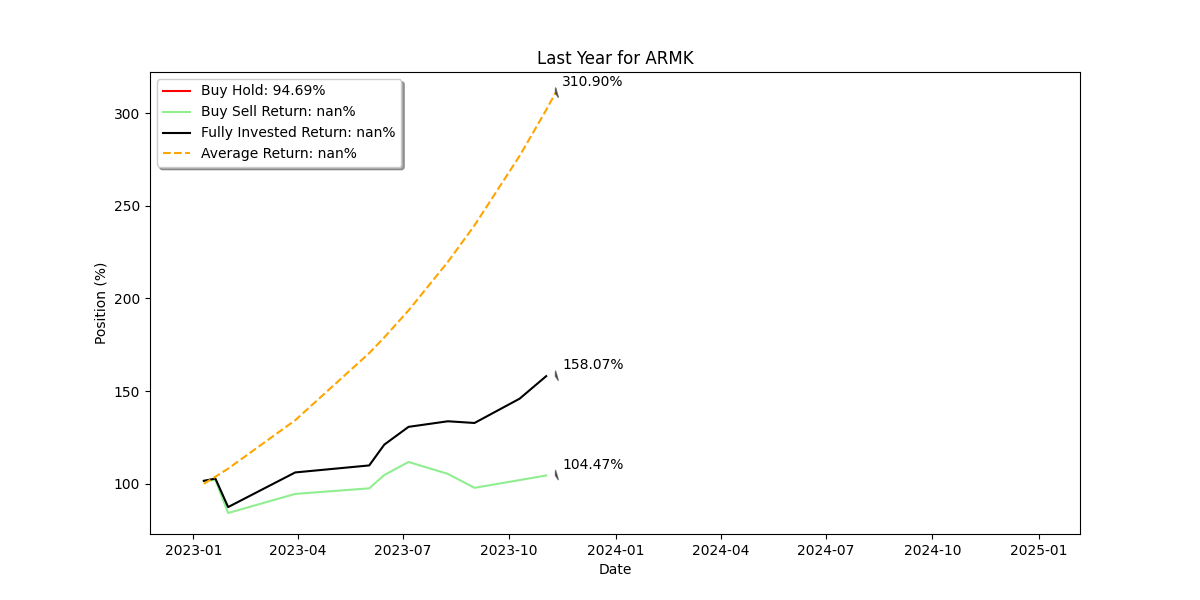 Last Year for ARMK
310.90%
Buy Hold: 94.69%
Buy Sell Return: nan%
Fully Invested Return: nan%
Average Return: nan%
300
250
Position (%)
200
158.07%
150
104.47%
100
2023-01 2023-04 2023-07 2023-10 2024-01 2024-04 2024-07 2024-10 2025-01
Date